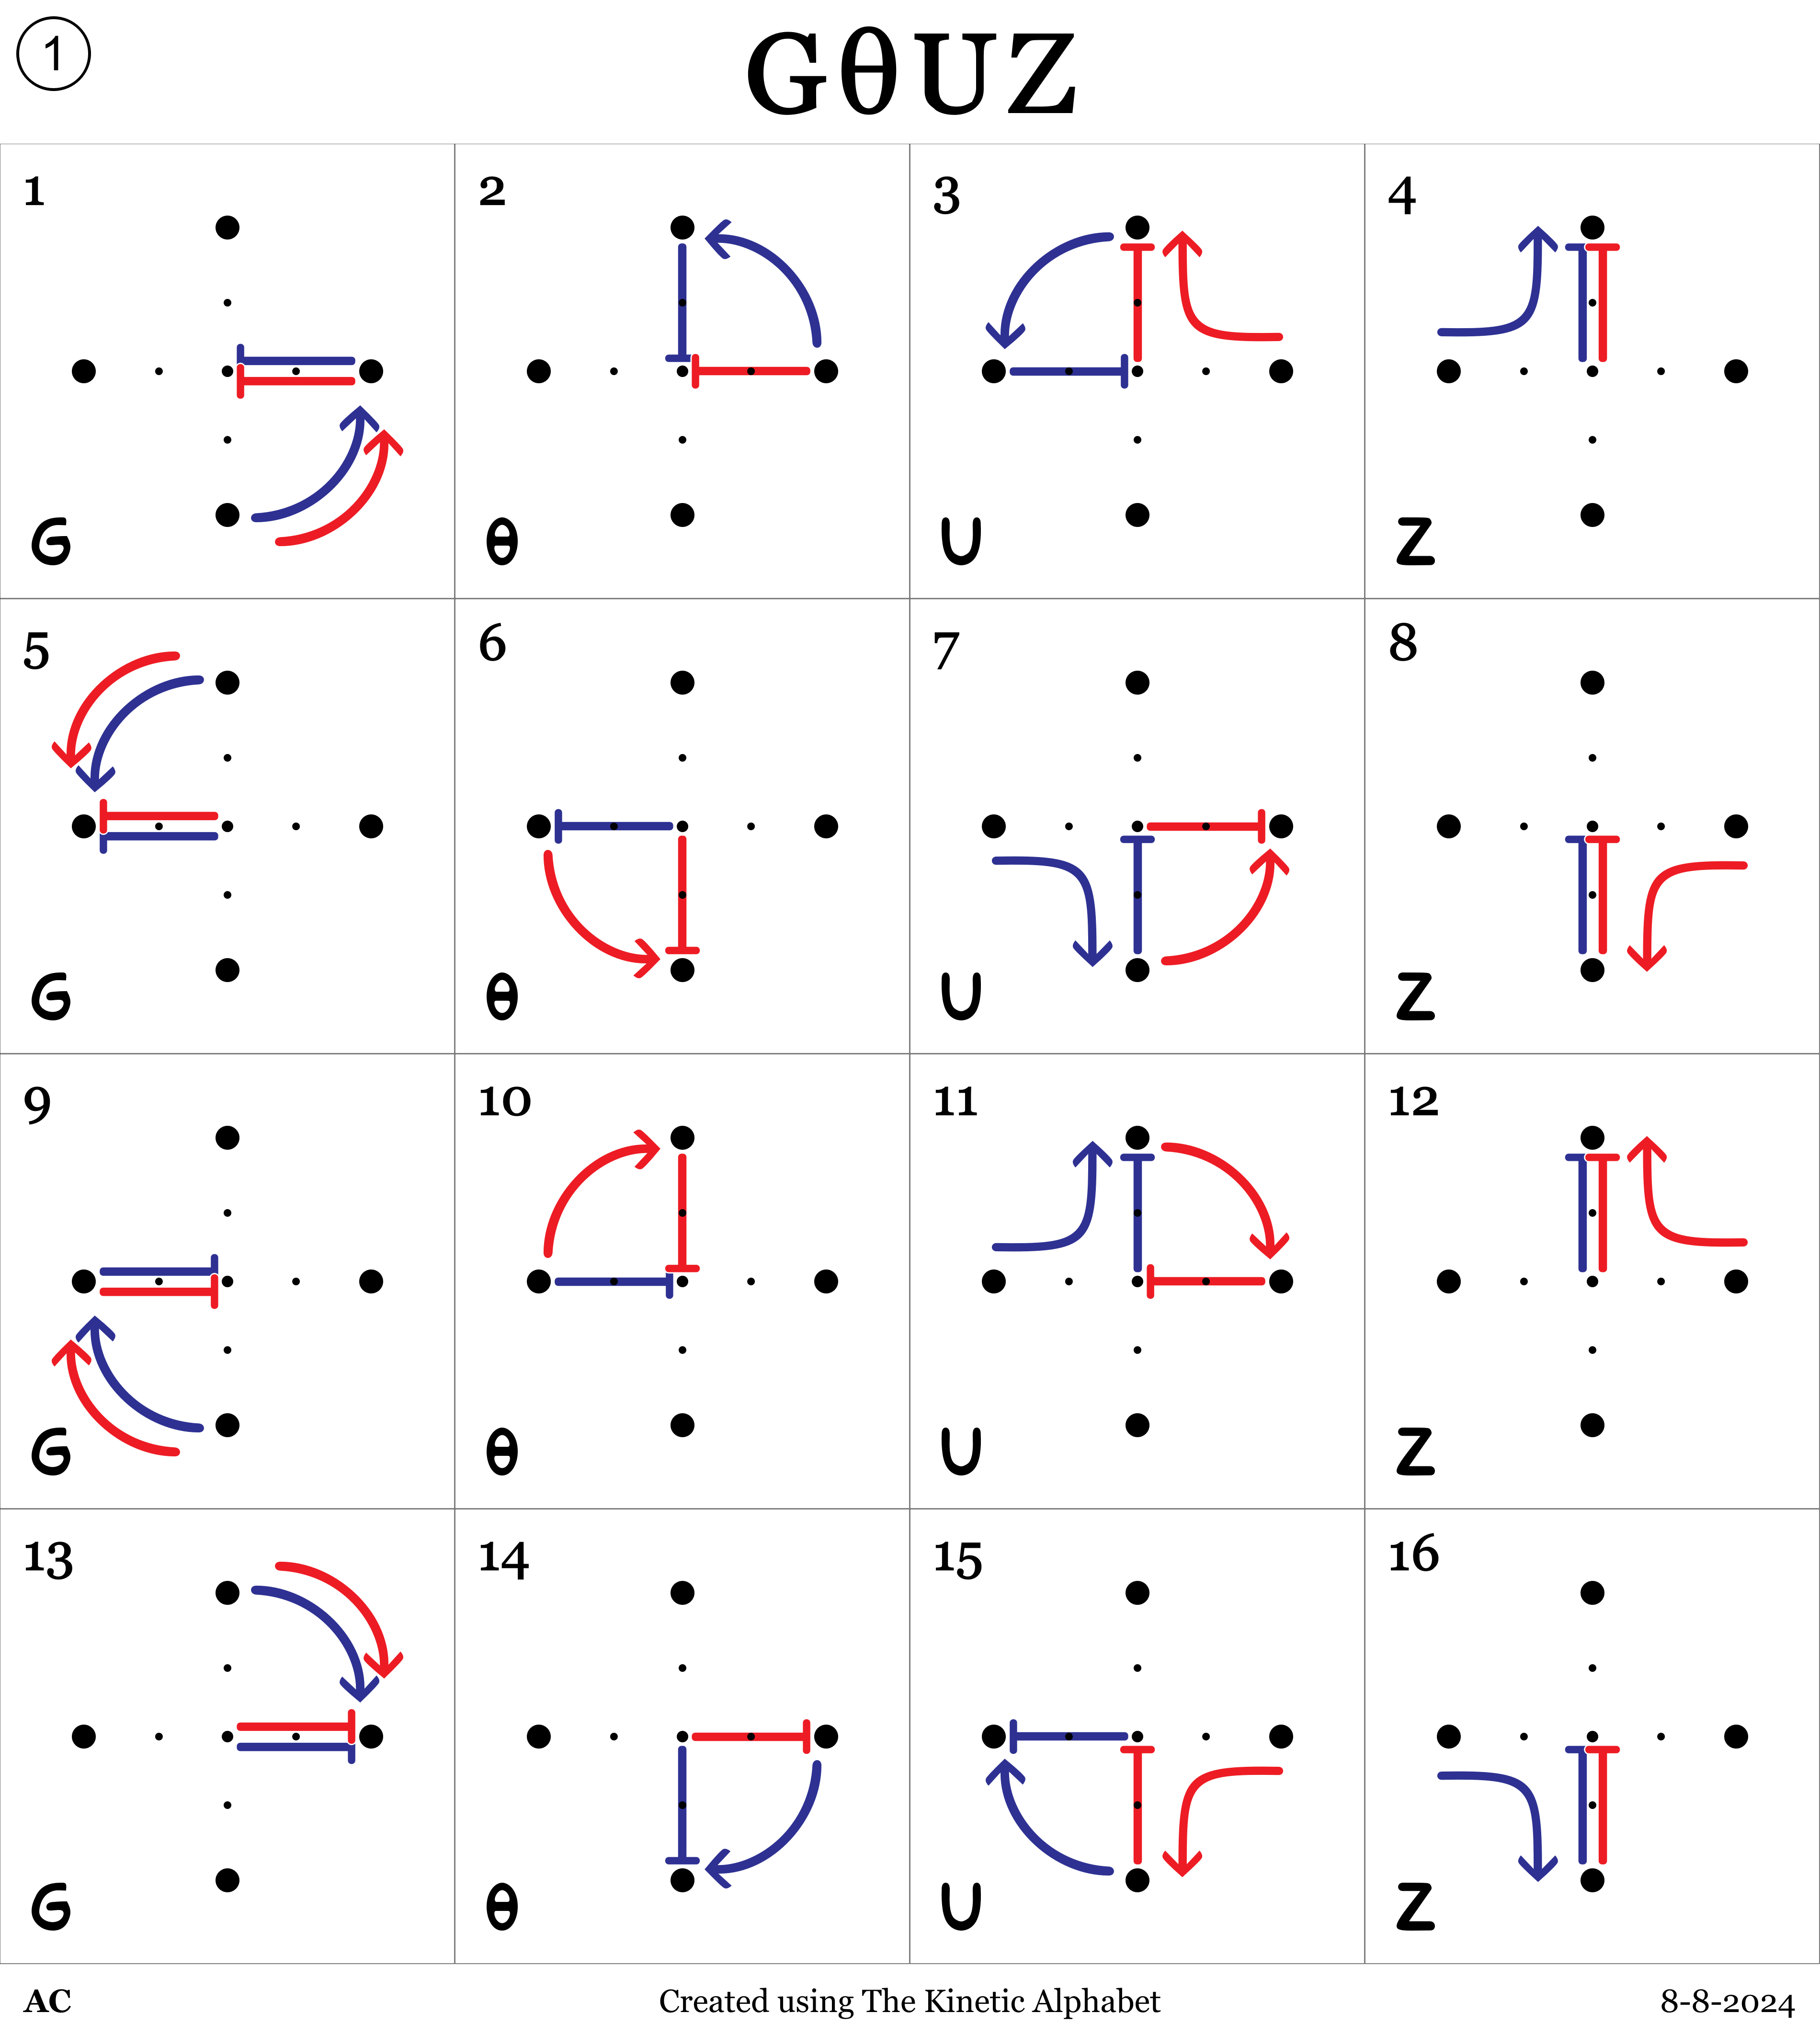 1
GθUZ
1 2 3 4
G θ U Z
5 6 7 8
G θ U Z
9 10 11 12
G θ U Z
13 14 15 16
G θ U Z
AC Created using The Kinetic Alphabet 8-8-2024